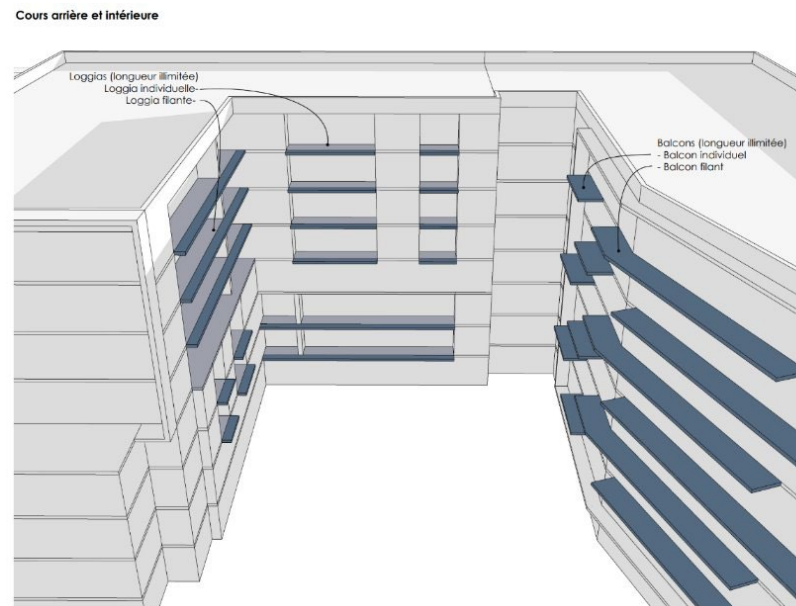 Cours arrière et intérieure
Loggias (longueur illimitée)
Loggia individuelle-
Loggia filante-
Balcons (longueur illimitée)
- Balcon individuel
- Balcon filant